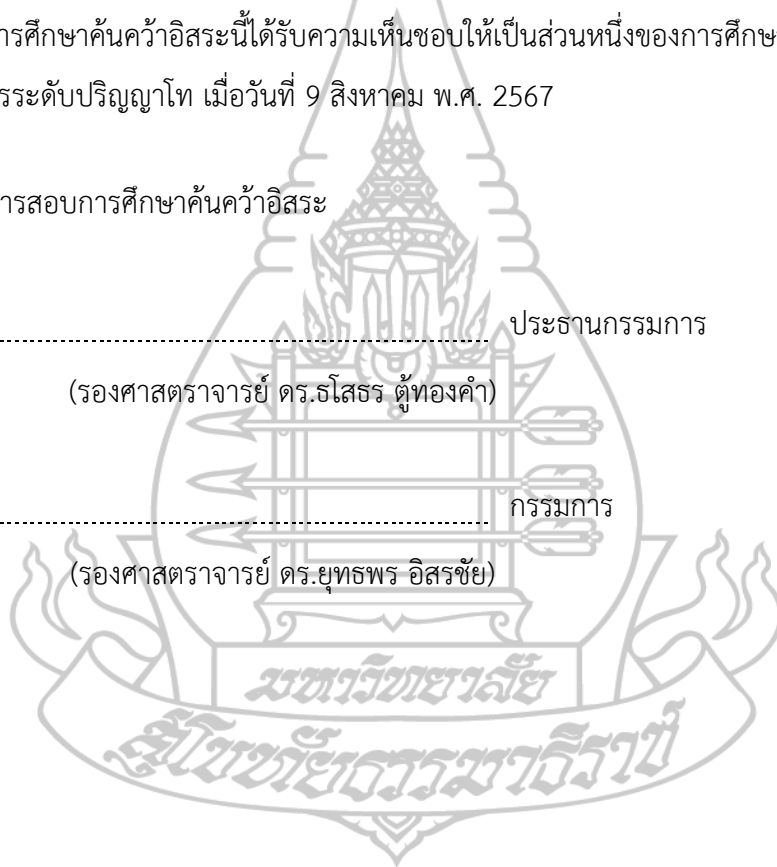 ารศึกษาค้นคว้าอิสระนี้ได้รับความเห็นชอบให้เป็นส่วนหนึ่งของการศึกษา
รระดับปริญญาโท เมื่อวันที่ 9 สิงหาคม พ.ศ. 2567
ารสอบการศึกษาค้นคว้าอิสระ
ประธานกรรมการ
(รองศาสตราจารย์ ดร.ธโสธร ตู้ทองคำ)
กรรมการ
(รองศาสตราจารย์ ดร.ยุทธพร อิสรชัย)
มหาวิทยาลัย
สุโขทัยธรรมาธิราช